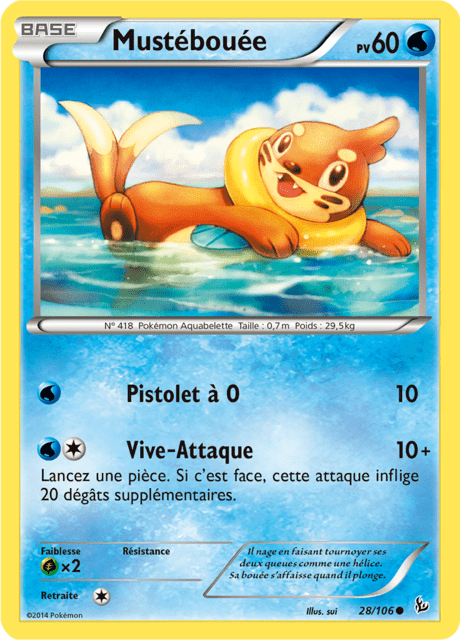 BASE
Mustébouée
PV60
Nº 418 Pokémon Aquabelette Taille : 0,7 m Poids : 29,5 kg
Pistolet à O 10
Vive-Attaque 10+
Lancez une pièce. Si c'est face, cette attaque inflige
20 dégâts supplémentaires.
Faiblesse
×2
Résistance
Il nage en faisant tournoyer ses
deux queues comme une hélice.
Sa bouée s'affaisse quand il plonge.
Retraite
Illus. sui
28/106
©2014 Pokémon